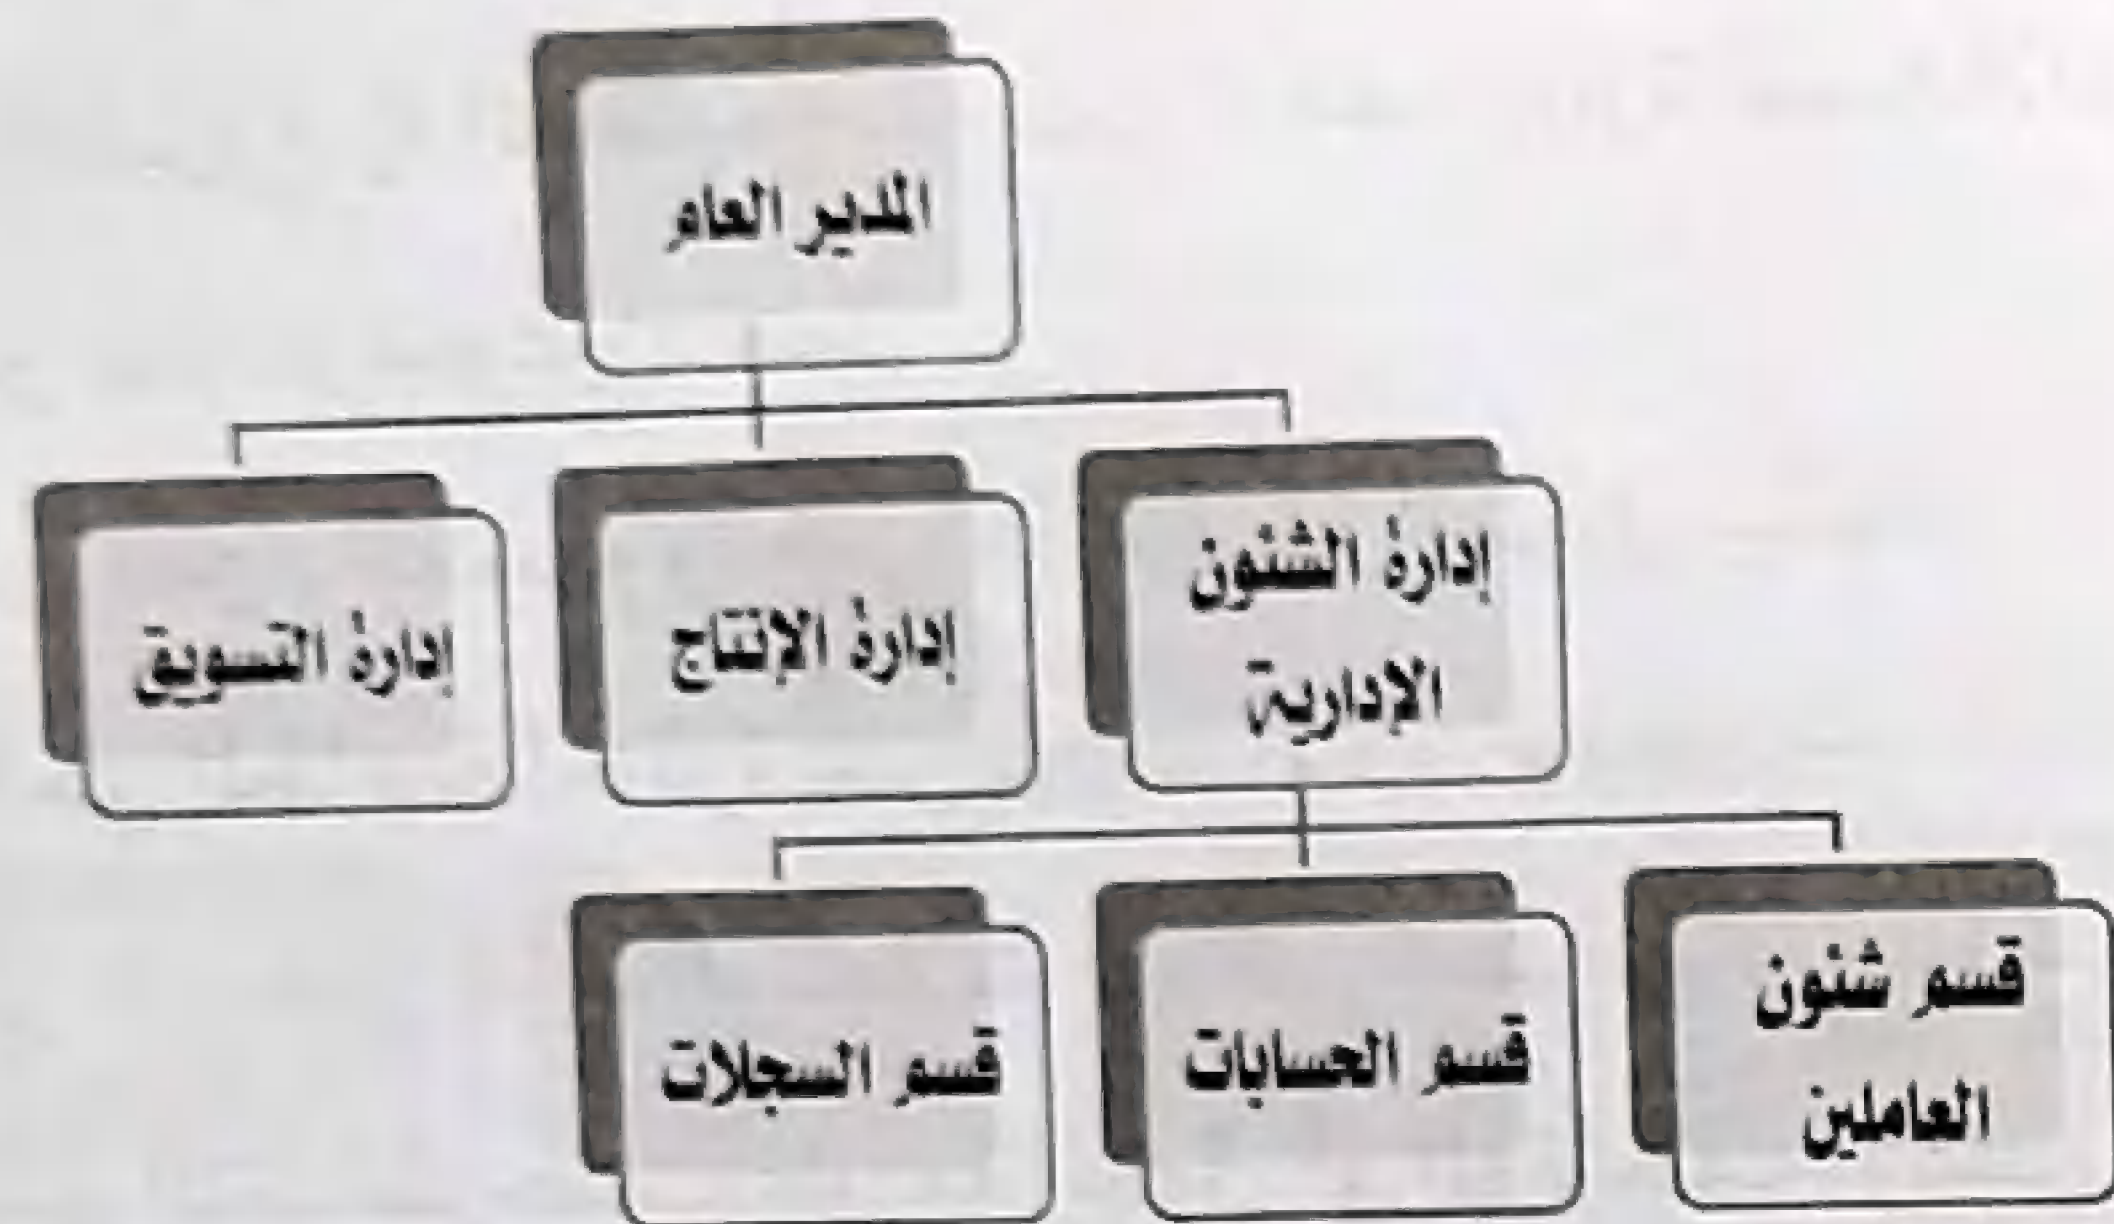 المدير العام
إدارة الشئون
الإدارية
إدارة الإنتاج
إدارة التسويق
قسم شئون
العاملين
قسم الحسابات
قسم السجلات